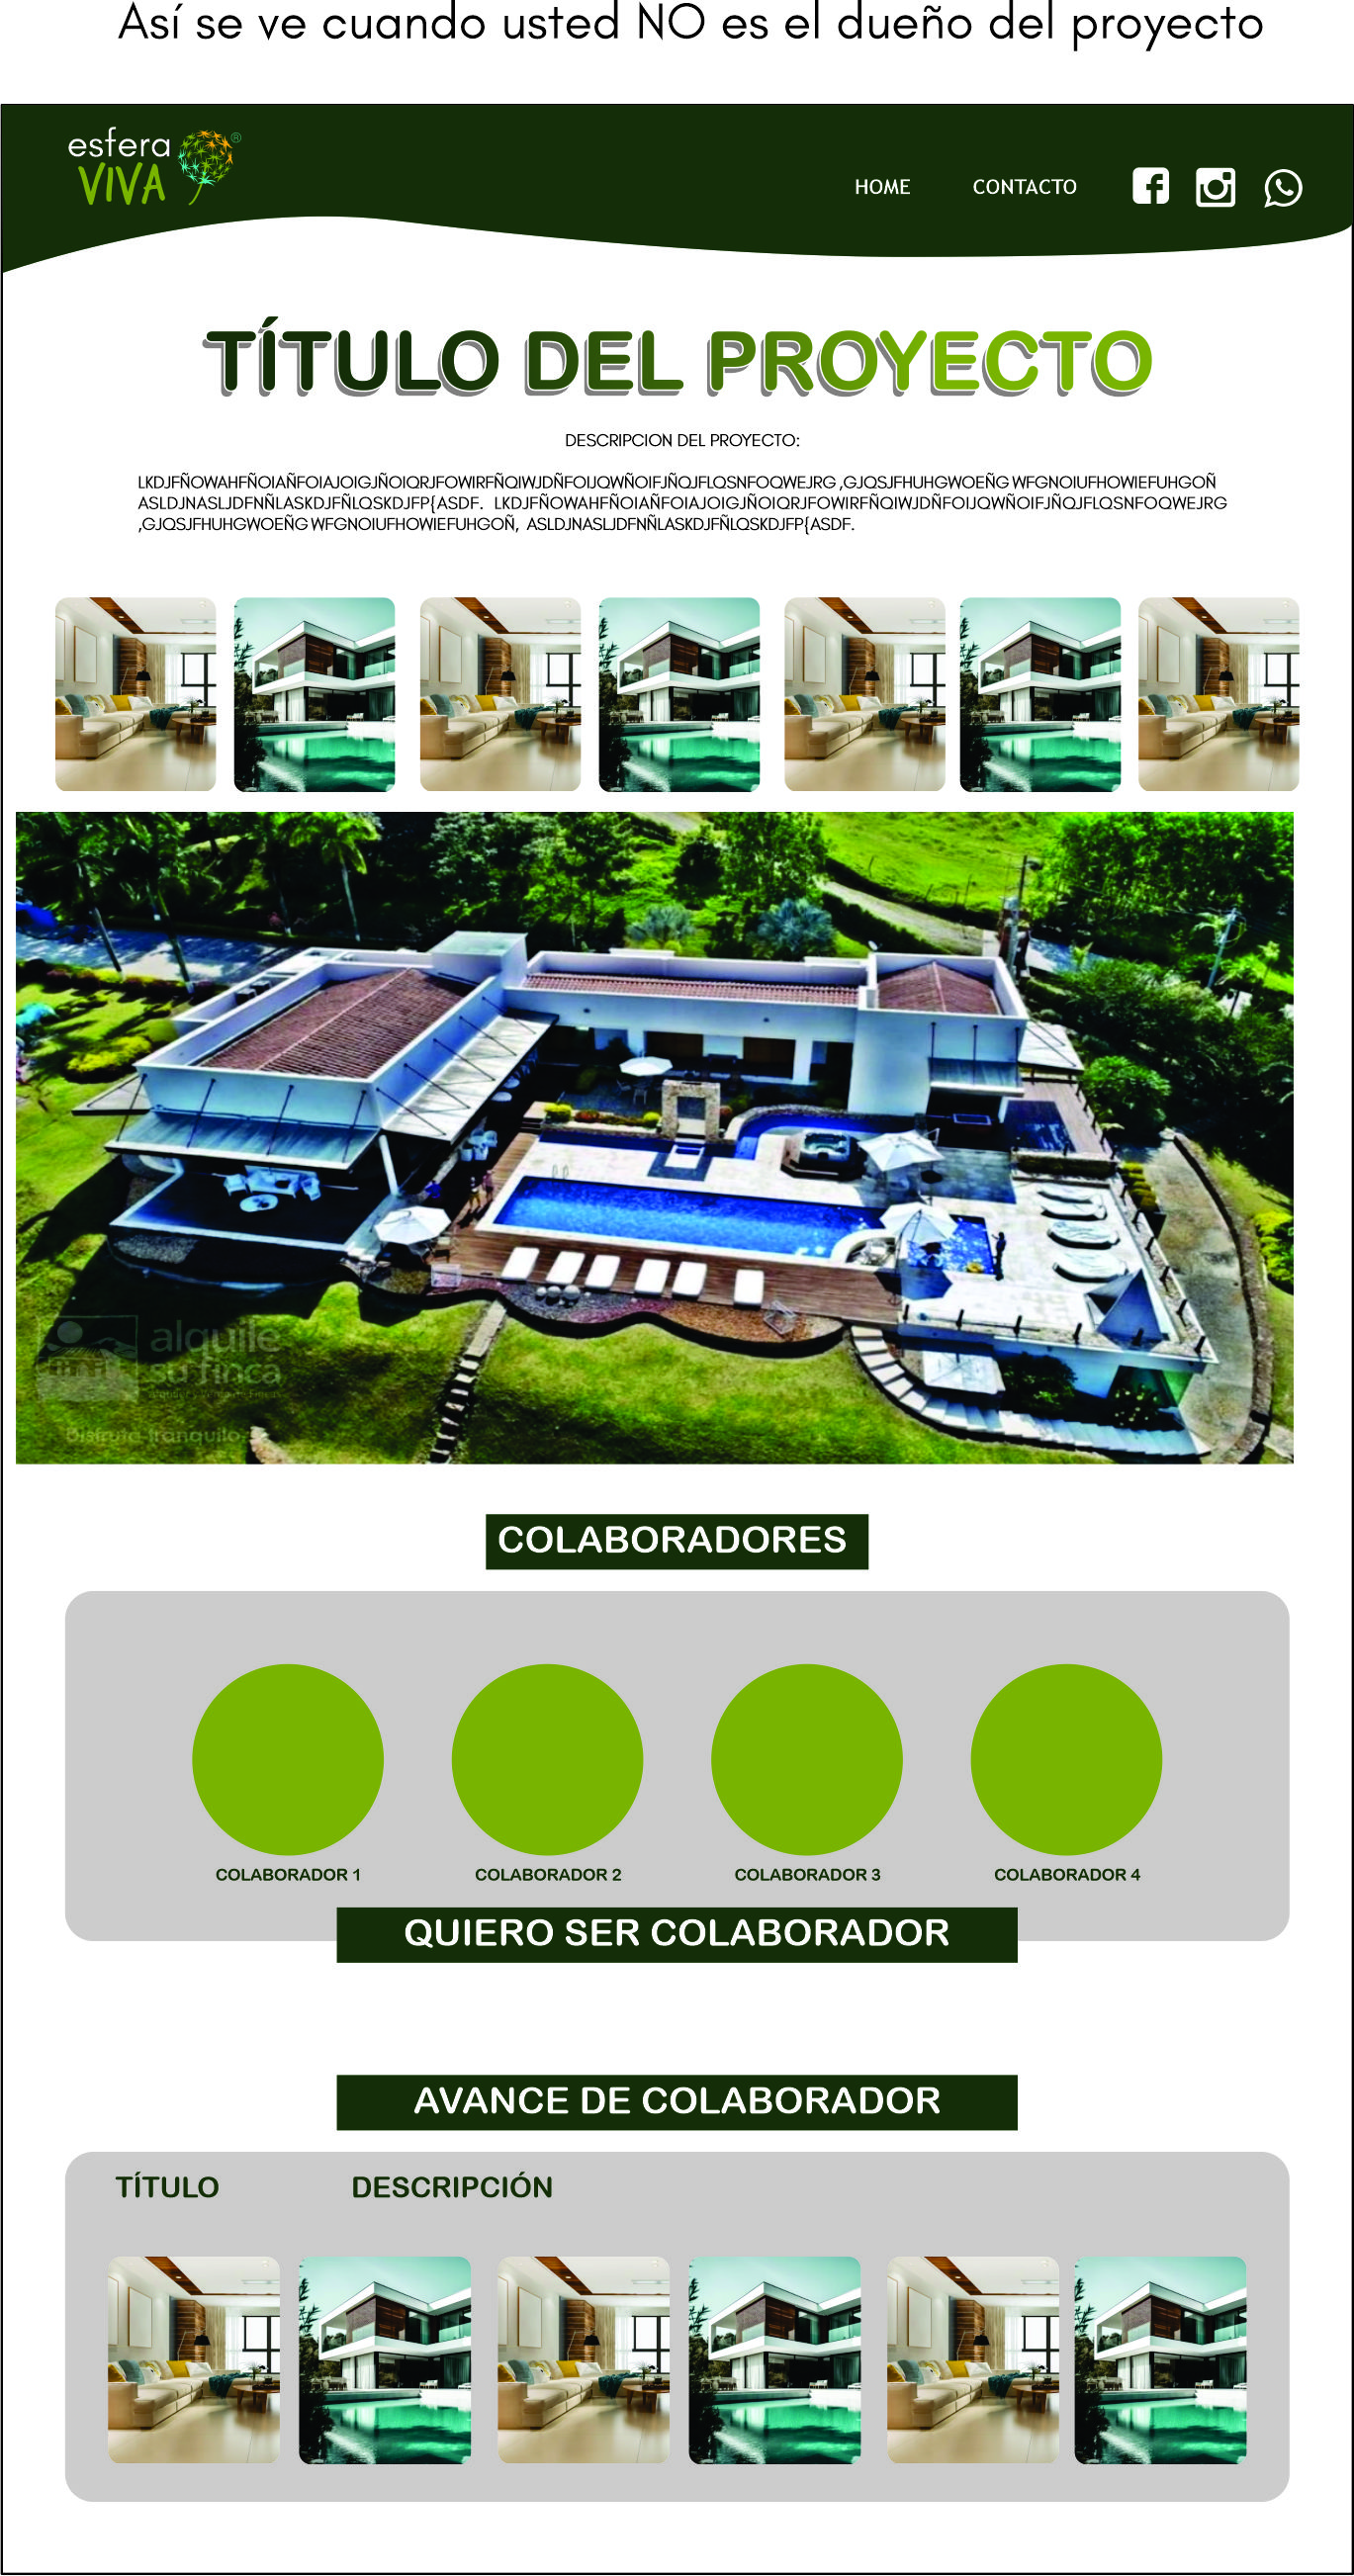 Así se ve cuando usted NO es el dueño del proyecto
esfera
VIVA
®
HOME CONTACTO
TÍTULO DEL PROYECTO
DESCRIPCION DEL PROYECTO:
LKDJFÑOWAHFÑOIAÑFOIAJOIGJÑOIQRJFOWIRFÑQIWJDÑFOIJQWÑOIFJÑQJFLQSNFOQWEJRG ,GJQSJFHUHGWOEÑG WFGNOIUFHOWIEFUHGOÑ
ASLDJNASLJDFNÑLASKDJFÑLQSKDJFP{ASDF. LKDJFÑOWAHFÑOIAÑFOIAJOIGJÑOIQRJFOWIRFÑQIWJDÑFOIJQWÑOIFJÑQJFLQSNFOQWEJRG
,GJQSJFHUHGWOEÑG WFGNOIUFHOWIEFUHGOÑ, ASLDJNASLJDFNÑLASKDJFÑLQSKDJFP{ASDF.
alquile
su finca
Disfruta tranquilo
COLABORADORES
COLABORADOR 1 COLABORADOR 2 COLABORADOR 3 COLABORADOR 4
QUIERO SER COLABORADOR
AVANCE DE COLABORADOR
TÍTULO DESCRIPCIÓN